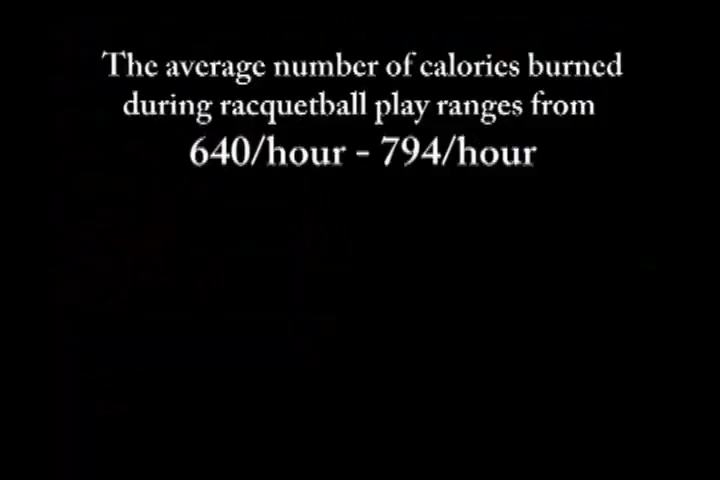 The average number of calories burned
during racquetball play ranges from
640/hour - 794/hour